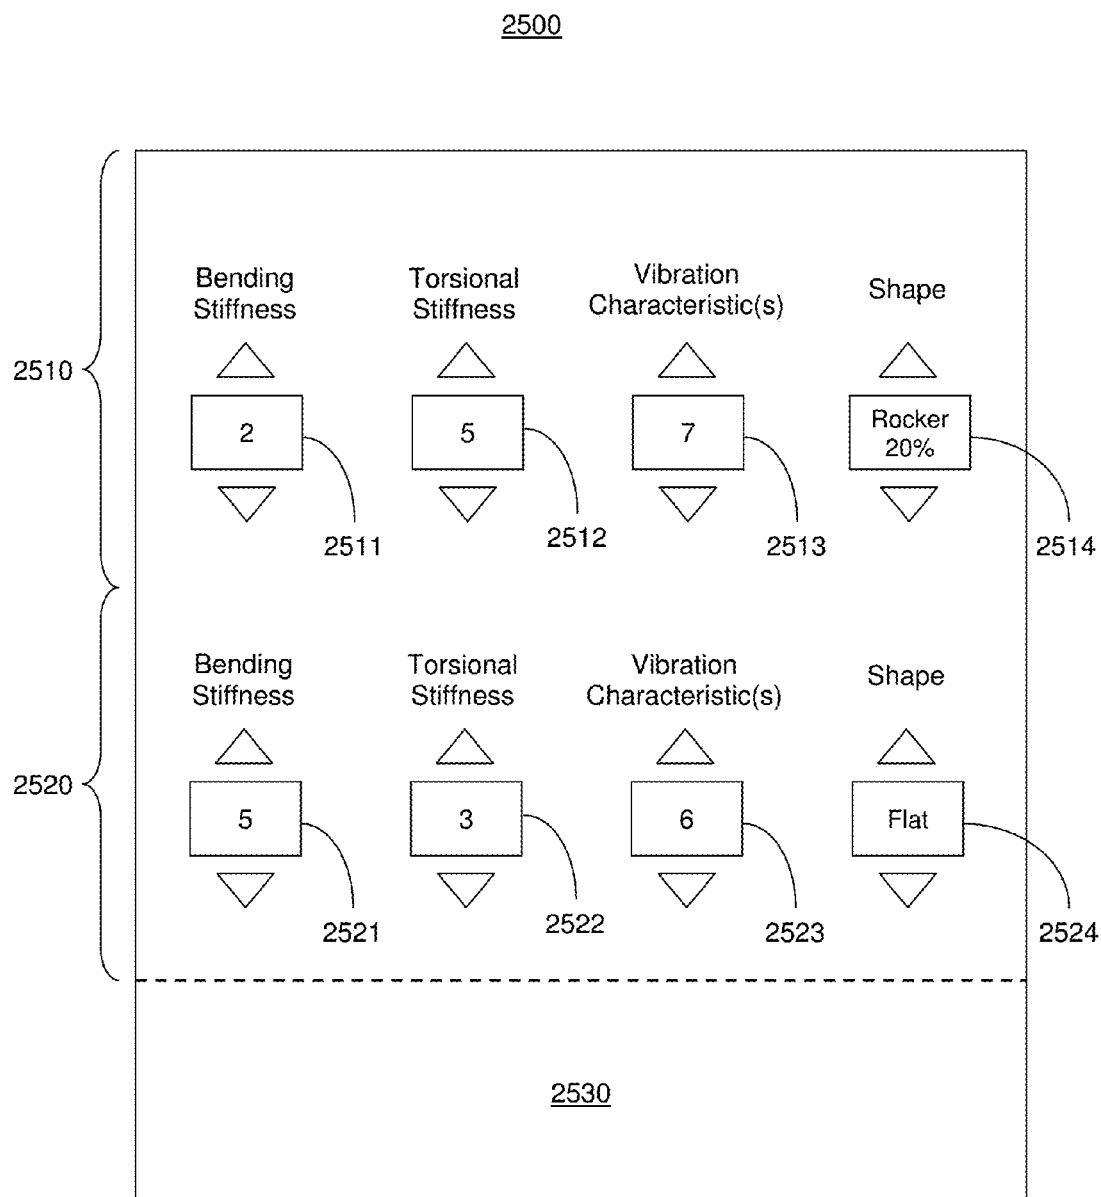 2500
Bending Stiffness
Torsional Stiffness
Vibration Characteristic(s)
Shape
2510
2
5
7
Rocker 20%
2511
2512
2513
2514
Bending Stiffness
Torsional Stiffness
Vibration Characteristic(s)
Shape
2520
5
3
6
Flat
2521
2522
2523
2524
2530